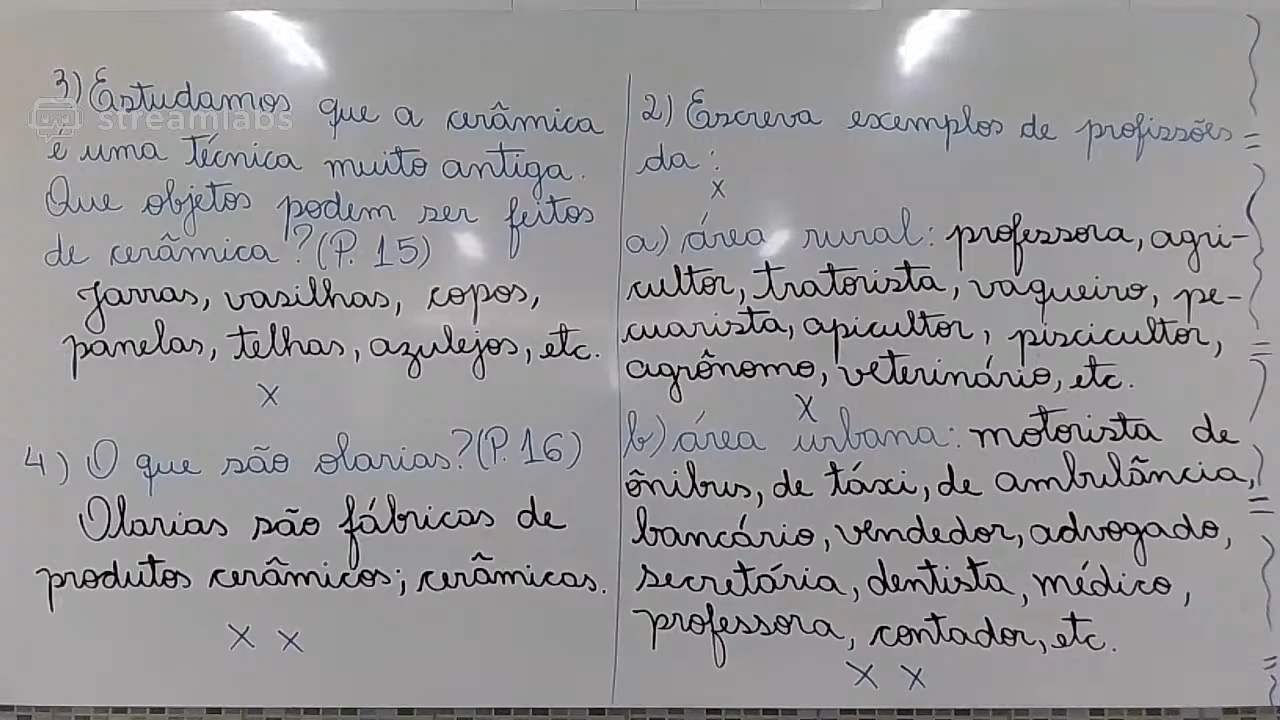 3) Estudamos que a cerâmica
é uma técnica muito antiga.
Que objetos podem ser feitos
de cerâmica? (P. 15)
Jarras, vasilhas, copos,
panelas, telhas, azulejos, etc.
x
4) O que são olarias? (P. 16)
Olarias são fábricas de
produtos cerâmicos; cerâmicas.
x x
2) Escreva exemplos de profissões
da:
x
a) área rural: professora, agri-
cultor, tratorista, vaqueiro, pe-
cuarista, apicultor, piscicultor,
agrônomo, veterinário, etc.
x
b) área urbana: motorista de
ônibus, de táxi, de ambulância,
bancário, vendedor, advogado,
secretária, dentista, médico,
professora, contador, etc.
x x
streamlabs